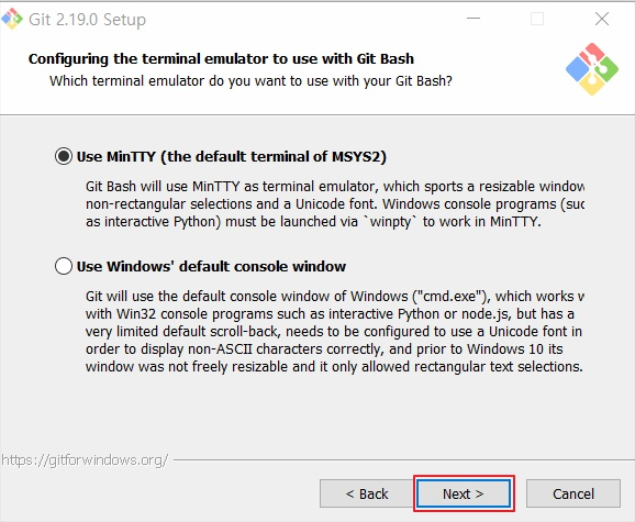 Git 2.19.0 Setup
Configuring the terminal emulator to use with Git Bash
Which terminal emulator do you want to use with your Git Bash?
Use MinTTY (the default terminal of MSYS2)
Git Bash will use MinTTY as terminal emulator, which sports a resizable window
non-rectangular selections and a Unicode font. Windows console programs (suc
as interactive Python) must be launched via `winpty` to work in MinTTY.
Use Windows' default console window
Git will use the default console window of Windows ("cmd.exe"), which works w
with Win32 console programs such as interactive Python or node.js, but has a
very limited default scroll-back, needs to be configured to use a Unicode font in
order to display non-ASCII characters correctly, and prior to Windows 10 its
window was not freely resizable and it only allowed rectangular text selections.
https://gitforwindows.org/
< Back Next > Cancel